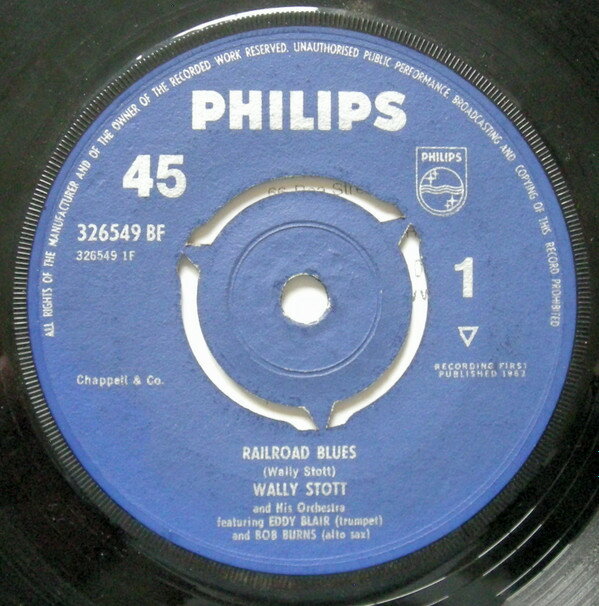 ALL RIGHTS OF THE MANUFACTURER AND OF THE OWNER OF THE RECORDED WORK RESERVED. UNAUTHORISED PUBLIC PERFORMANCE, BROADCASTING AND COPYING OF THIS RECORD PROHIBITED
PHILIPS
45
PHILIPS
326549 BF
326549 1F
1
Chappell & Co.
RECORDING FIRST
PUBLISHED 1962
RAILROAD BLUES
(Wally Stott)
WALLY STOTT
and His Orchestra
featuring EDDY BLAIR (trumpet)
and BOB BURNS (alto sax)